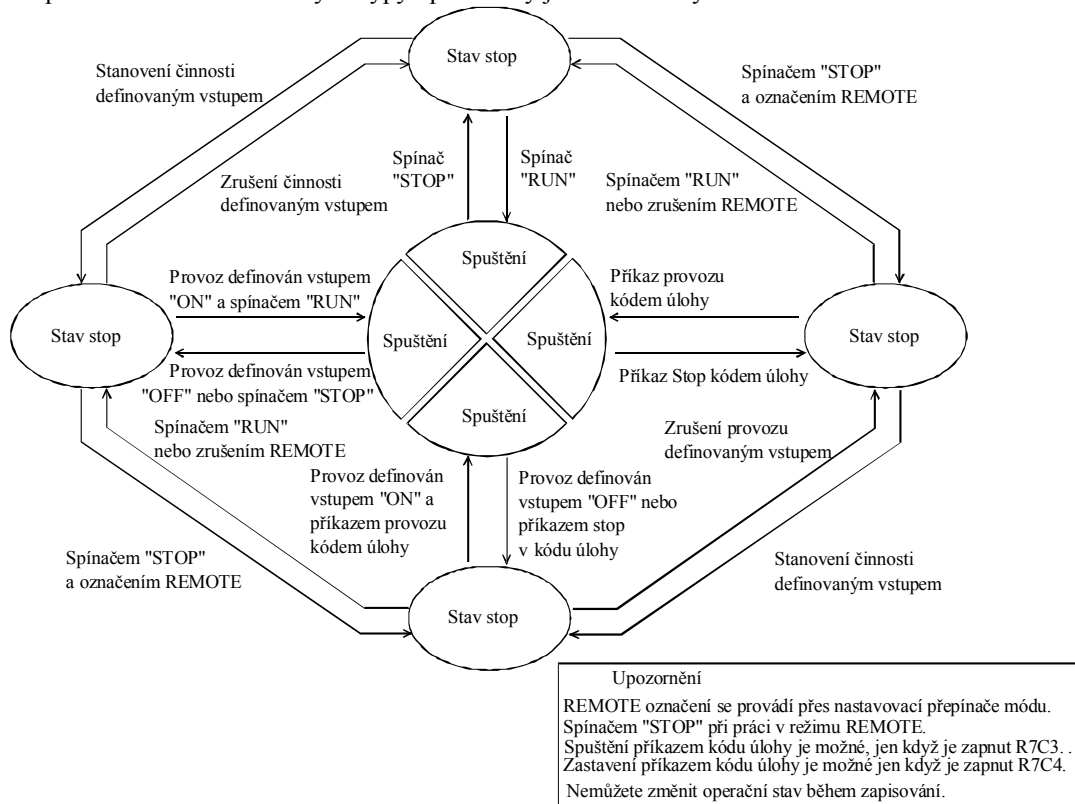 Stav stop
Stanovení činnosti
definovaným vstupem
Spínačem "STOP"
a označením REMOTE
Spínač
"STOP"
Spínač
"RUN"
Zrušení činnosti
definovaným vstupem
Spínačem "RUN"
nebo zrušením REMOTE
Spuštění
Provoz definován vstupem
"ON" a spínačem "RUN"
Příkaz provozu
kódem úlohy
Stav stop
Spuštění
Spuštění
Stav stop
Provoz definován vstupem
"OFF" nebo spínačem "STOP"
Příkaz Stop kódem úlohy
Spuštění
Spínačem "RUN"
nebo zrušením REMOTE
Zrušení provozu
definovaným vstupem
Provoz definován
vstupem "ON" a
příkazem provozu
kódem úlohy
Provoz definován
vstupem "OFF" nebo
příkazem stop
v kódu úlohy
Spínačem "STOP"
a označením REMOTE
Stanovení činnosti
definovaným vstupem
Stav stop
Upozornění
REMOTE označení se provádí přes nastavovací přepínače módu.
Spínačem "STOP" při práci v režimu REMOTE.
Spuštění příkazem kódu úlohy je možné, jen když je zapnut R7C3. .
Zastavení příkazem kódu úlohy je možné jen když je zapnut R7C4.
Nemůžete změnit operační stav během zapisování.